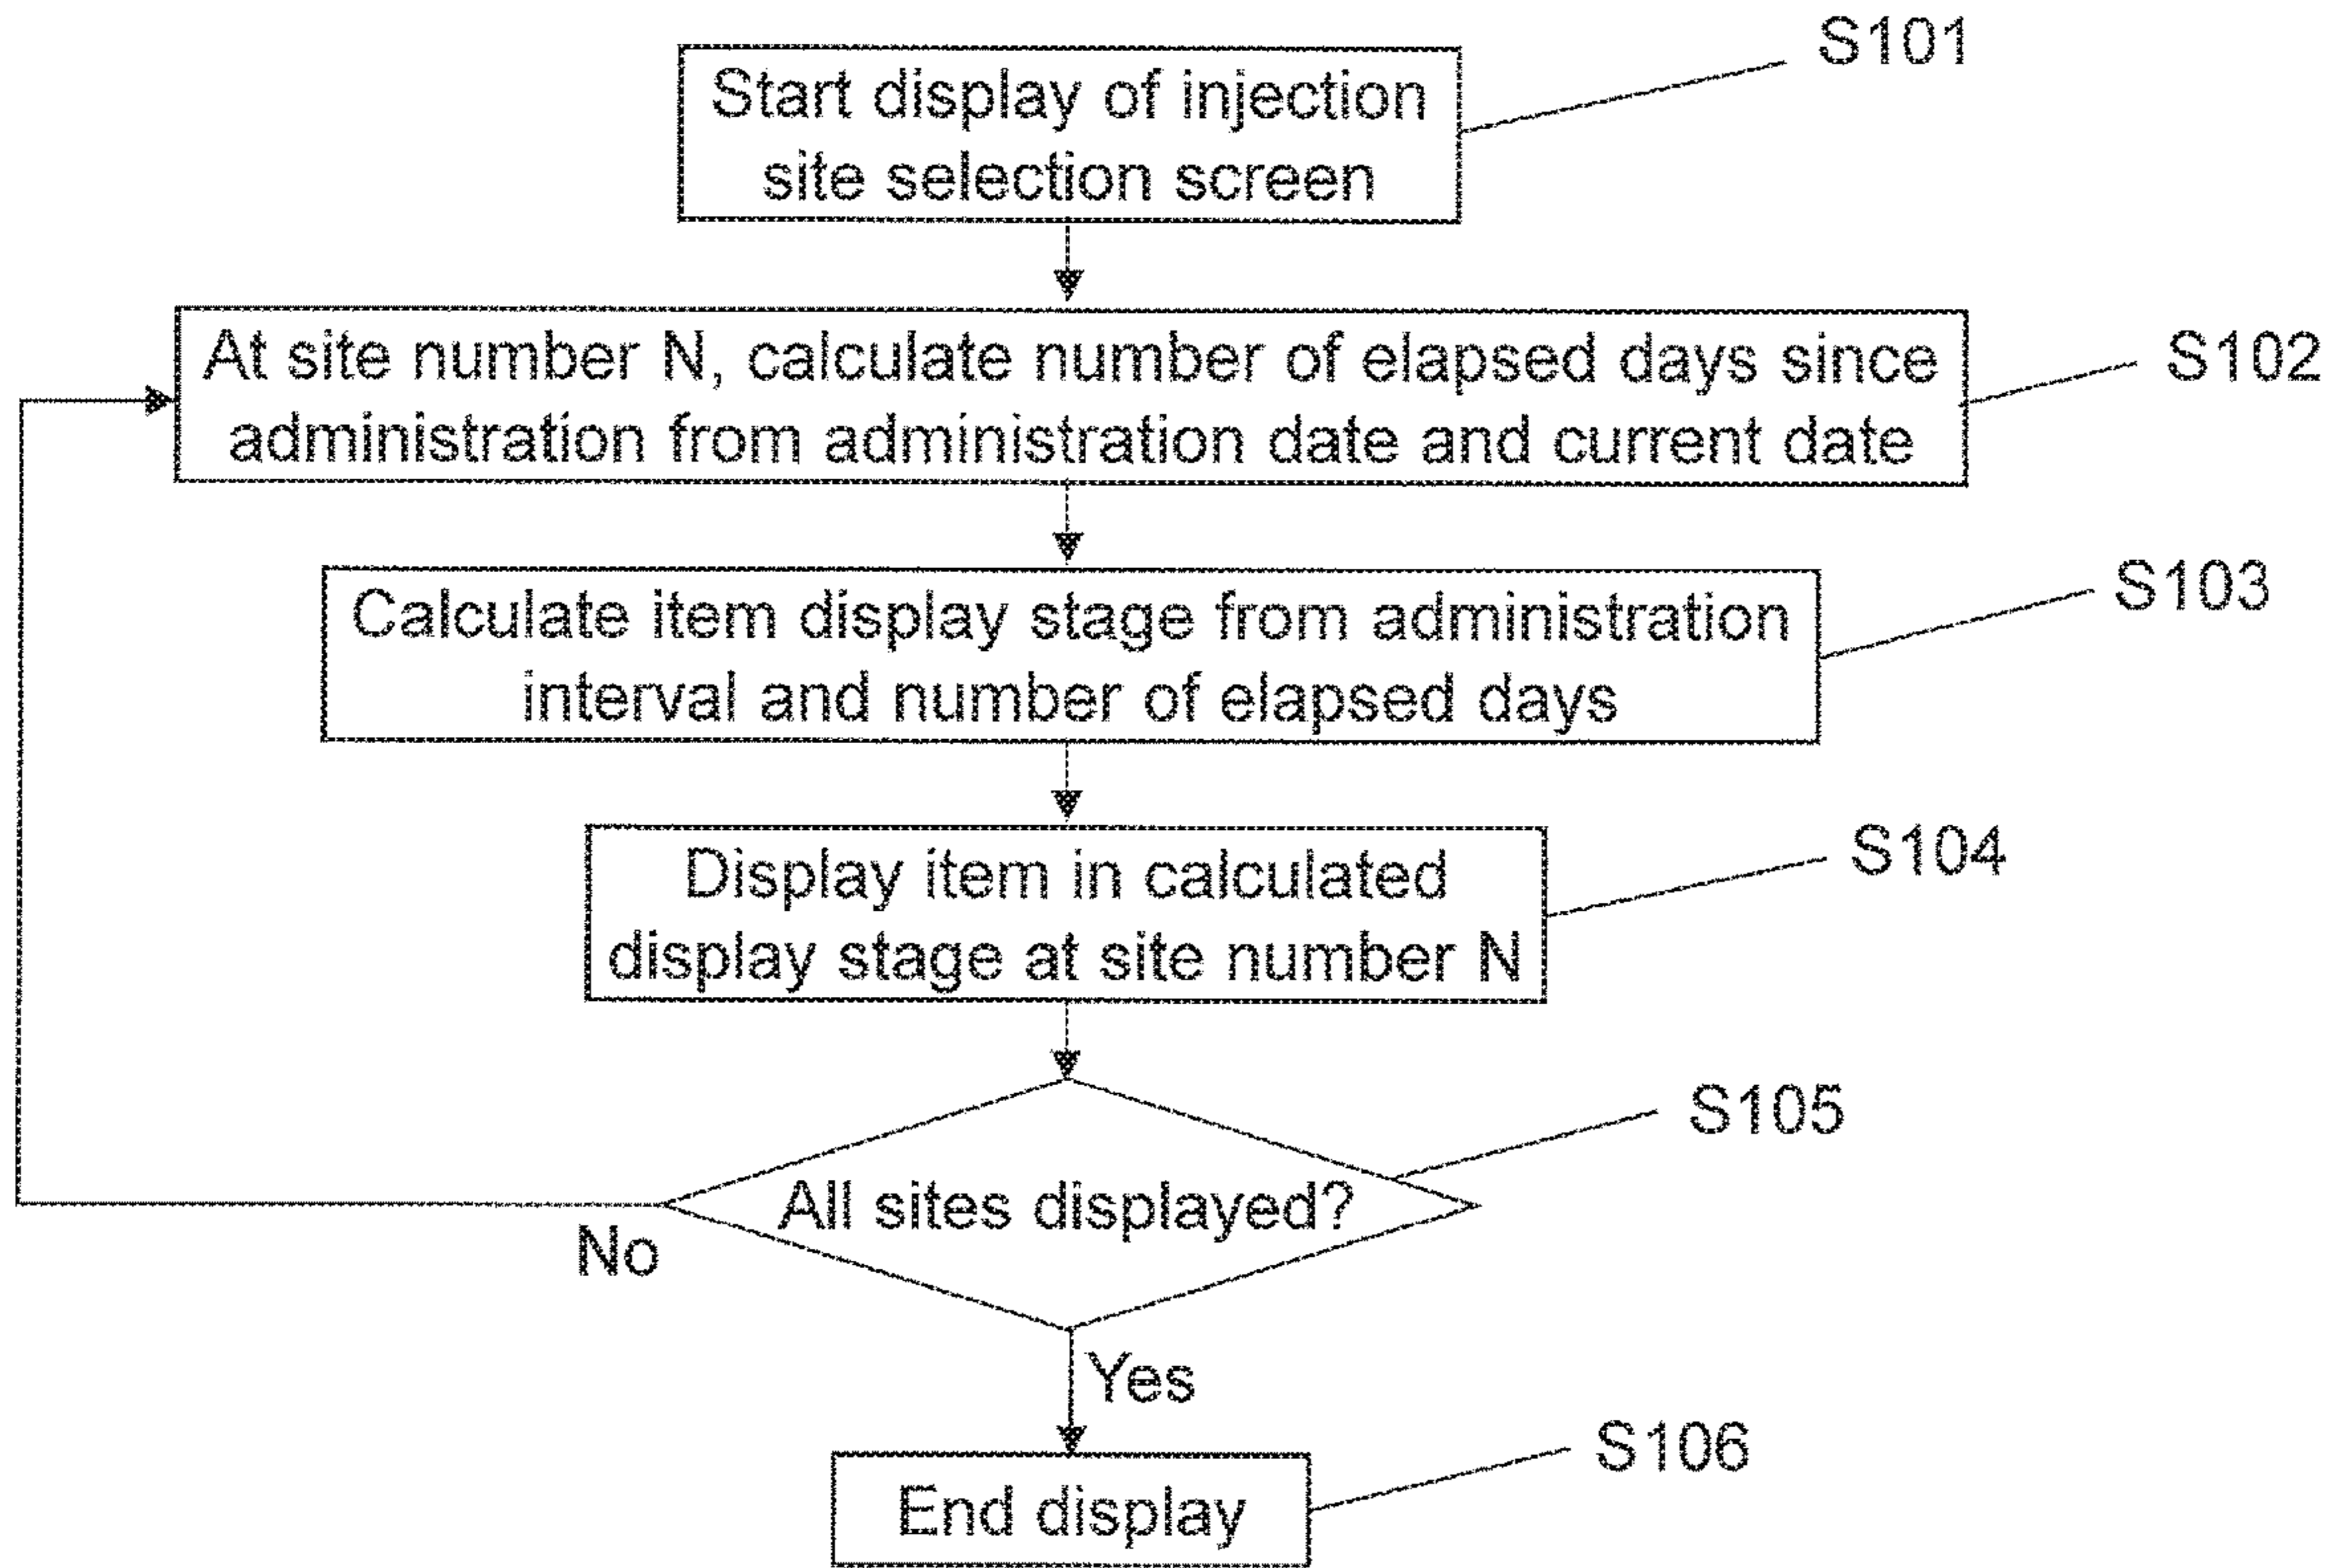 S101
Start display of injection
site selection screen
At site number N, calculate number of elapsed days since
administration from administration date and current date
S102
Calculate item display stage from administration
interval and number of elapsed days
S103
Display item in calculated
display stage at site number N
S104
S105
All sites displayed?
No
Yes
End display
S106